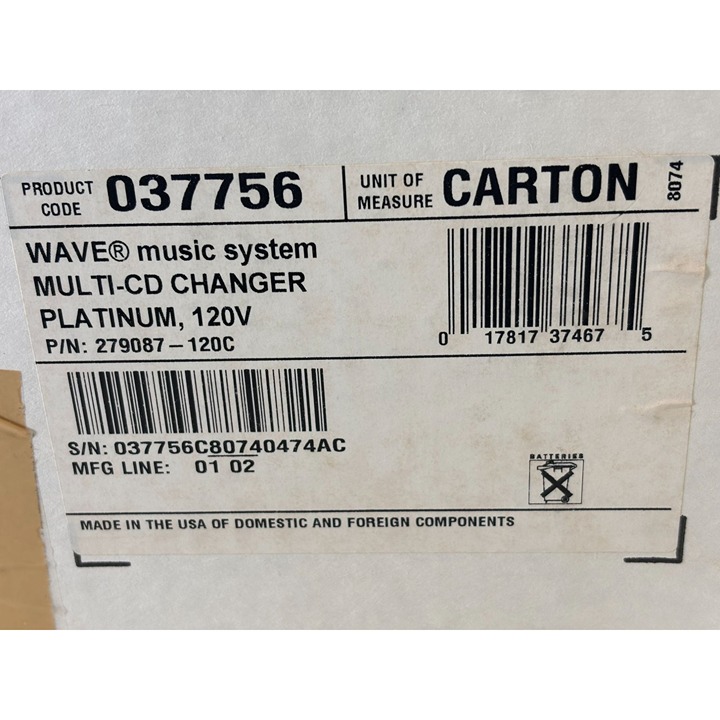 PRODUCT CODE 037756
UNIT OF MEASURE CARTON
8074
WAVE® music system
MULTI-CD CHANGER
PLATINUM, 120V
P/N: 279087-120C
0 17817 37467 5
S/N: 037756C80740474AC
MFG LINE: 01 02
BATTERIES
MADE IN THE USA OF DOMESTIC AND FOREIGN COMPONENTS